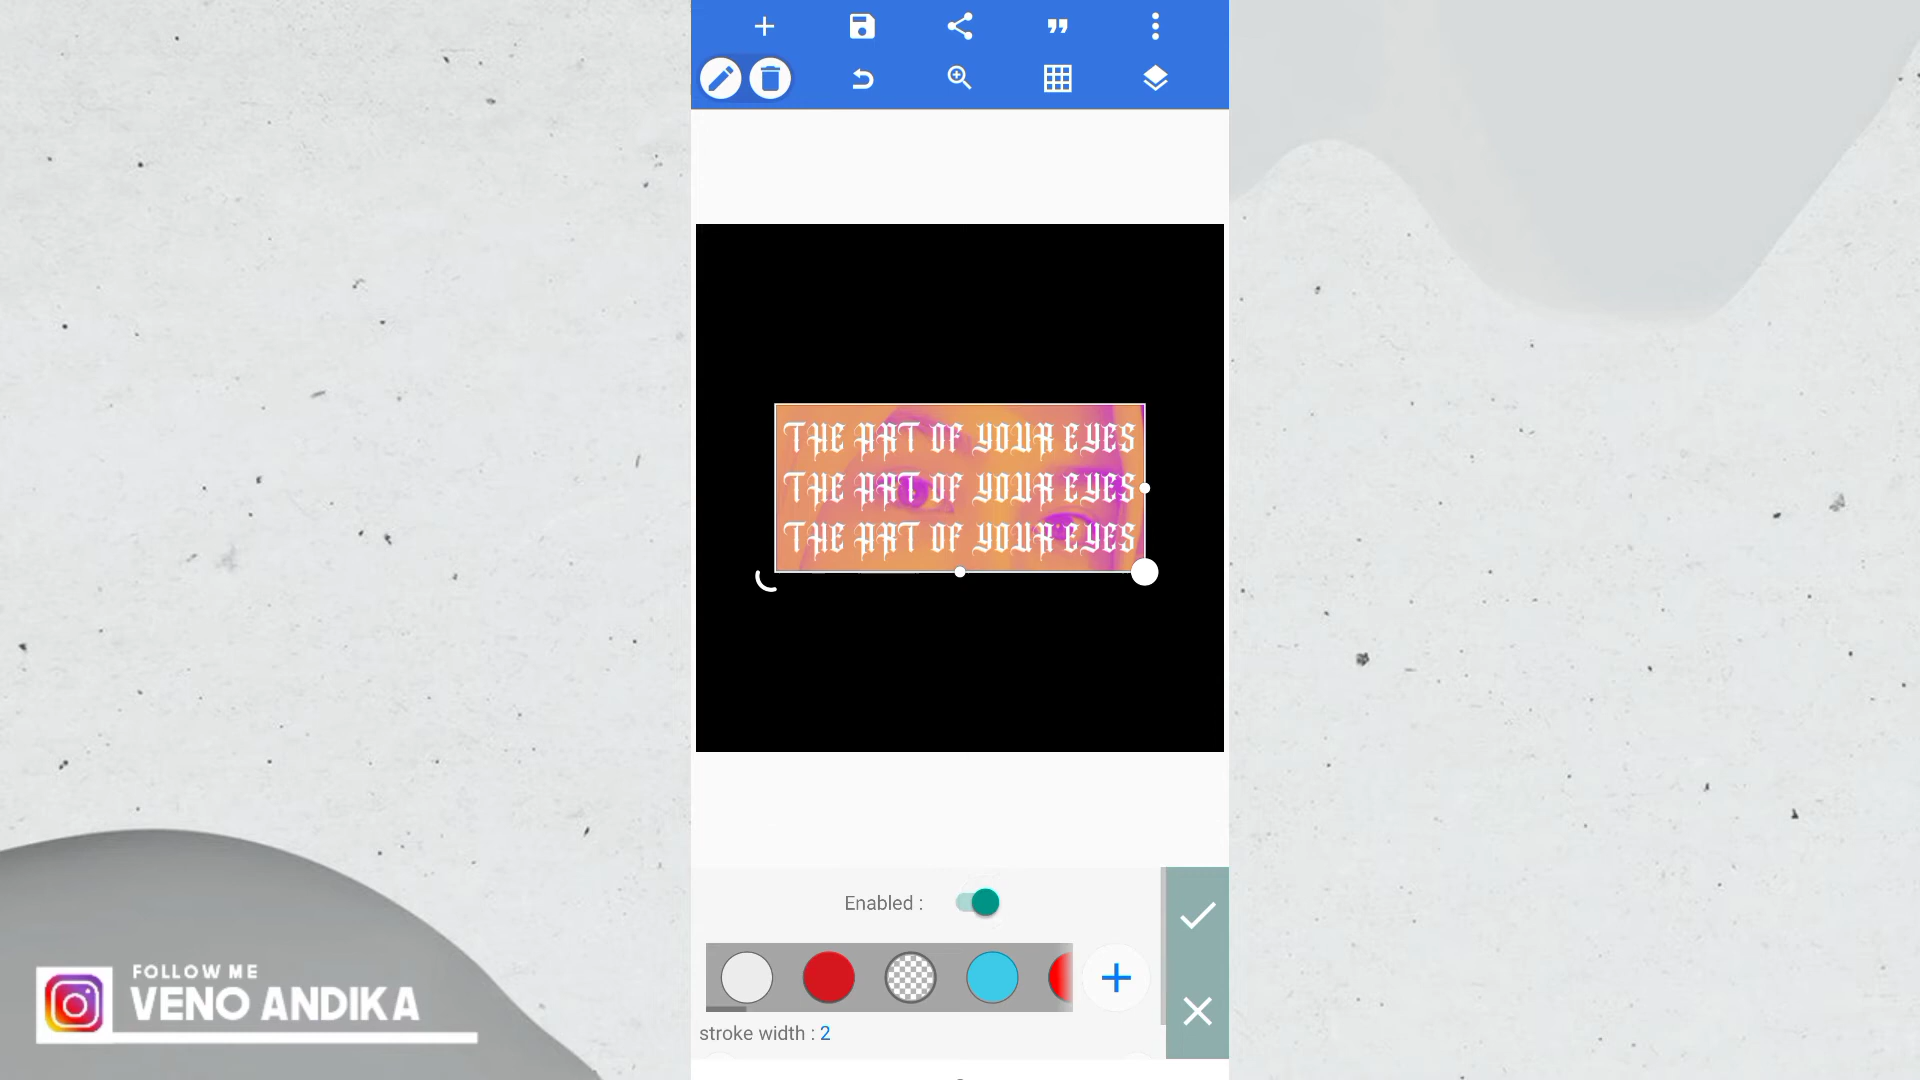 THE ART OF YOUR EYES
THE ART OF YOUR EYES
THE ART OF YOUR EYES
Enabled :
stroke width : 2
FOLLOW ME
VENO ANDIKA